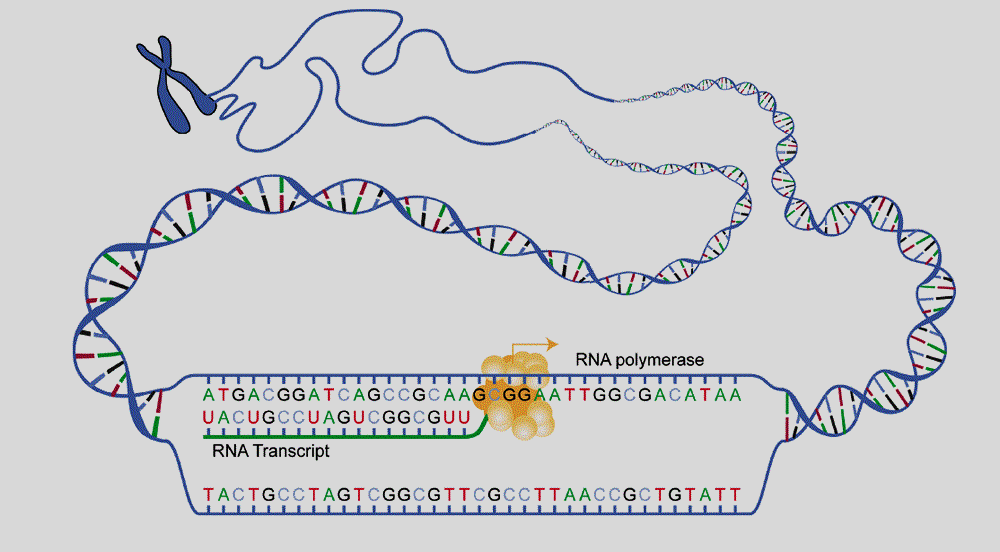 RNA polymerase
ATGACGGATCAGCCGCAAGCGGAATTGGCGACATAA
UACUGCCUAGUCGGCGUU
RNA Transcript
TACTGCCTAGTCGGCGTTCGCCTTAACCGCTGTATT